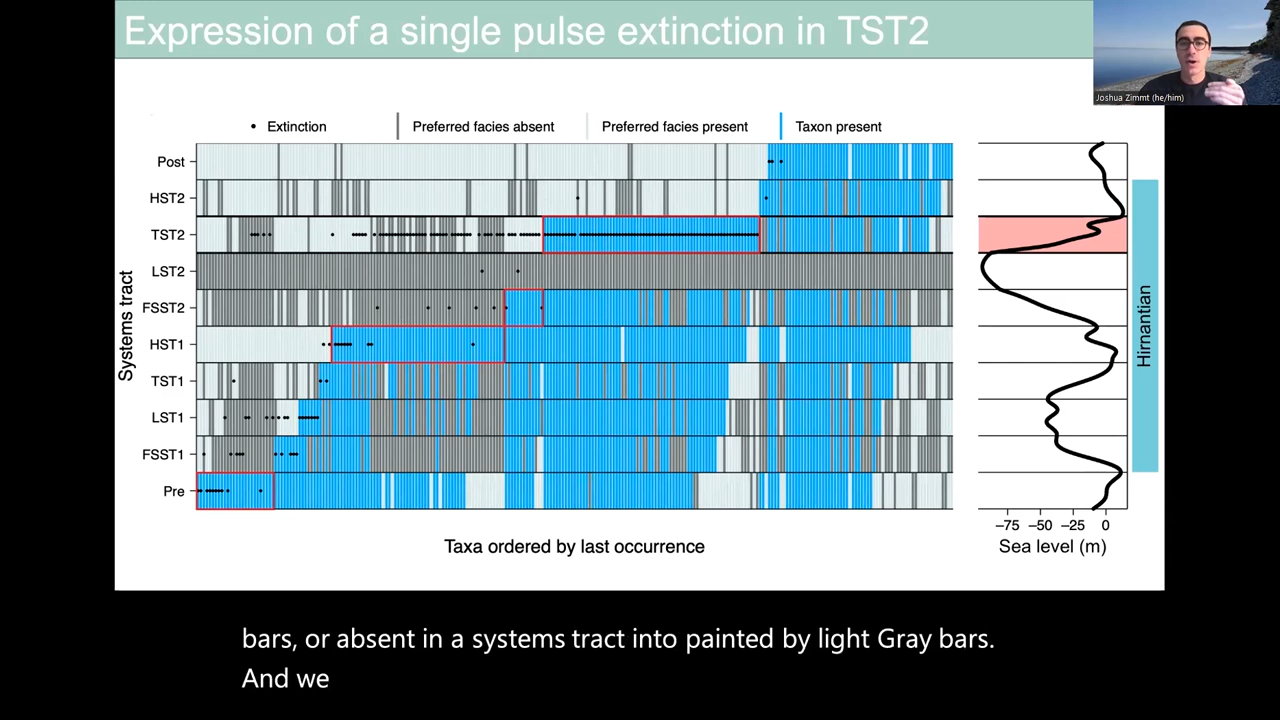 Expression of a single pulse extinction in TST2
Joshua Zimmt (he/him)
Extinction
Preferred facies absent
Preferred facies present
Taxon present
Systems tract
Post
HST2
TST2
LST2
FSST2
HST1
TST1
LST1
FSST1
Pre
Taxa ordered by last occurrence
Hirnantian
−75 −50 −25 0
Sea level (m)
bars, or absent in a systems tract into painted by light Gray bars.
And we